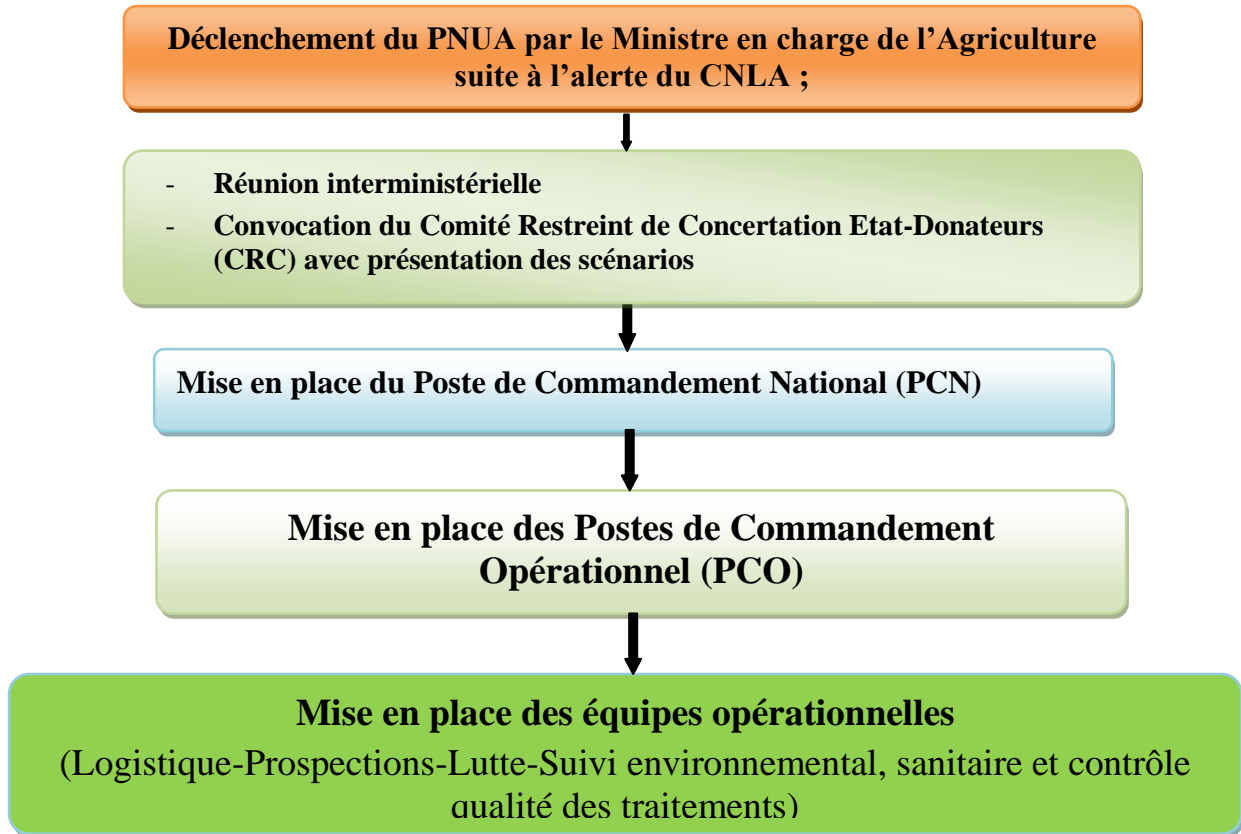 Déclenchement du PNUA par le Ministre en charge de l’Agriculture
suite à l’alerte du CNLA ;
- Réunion interministérielle
- Convocation du Comité Restreint de Concertation Etat-Donateurs
(CRC) avec présentation des scénarios
Mise en place du Poste de Commandement National (PCN)
Mise en place des Postes de Commandement
Opérationnel (PCO)
Mise en place des équipes opérationnelles
(Logistique-Prospections-Lutte-Suivi environnemental, sanitaire et contrôle
qualité des traitements)